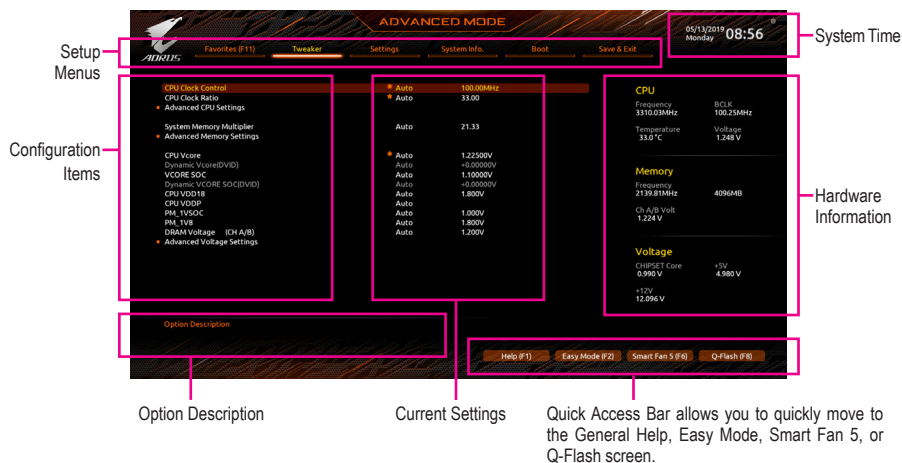 ADVANCED MODE
05/13/2019 Monday 08:56
System Time
Setup Menus
AORUS
Favorites (F11) Tweaker Settings System Info. Boot Save & Exit
CPU Clock Control Auto 100.00MHz
CPU Clock Ratio Auto 33.00
Advanced CPU Settings
System Memory Multiplier Auto 21.33
Advanced Memory Settings
Configuration Items
CPU Vcore Auto 1.22500V
Dynamic Vcore(DVID) Auto +0.00000V
VCORE SOC Auto 1.10000V
Dynamic VCORE SOC(DVID) Auto +0.00000V
CPU VDD18 Auto 1.800V
CPU VDDP Auto
PM_1VSOC Auto 1.000V
PM_1V8 Auto 1.800V
DRAM Voltage (CH A/B) Auto 1.200V
Advanced Voltage Settings
CPU
Frequency BCLK
3310.03MHz 100.25MHz
Temperature Voltage
33.0 °C 1.248 V
Memory
Frequency
2139.81MHz 4096MB
Ch A/B Volt
1.224 V
Voltage
CHIPSET Core +5V
0.990 V 4.980 V
+12V
12.096 V
Hardware Information
Option Description
Help (F1) Easy Mode (F2) Smart Fan 5 (F6) Q-Flash (F8)
Option Description
Current Settings
Quick Access Bar allows you to quickly move to
the General Help, Easy Mode, Smart Fan 5, or
Q-Flash screen.